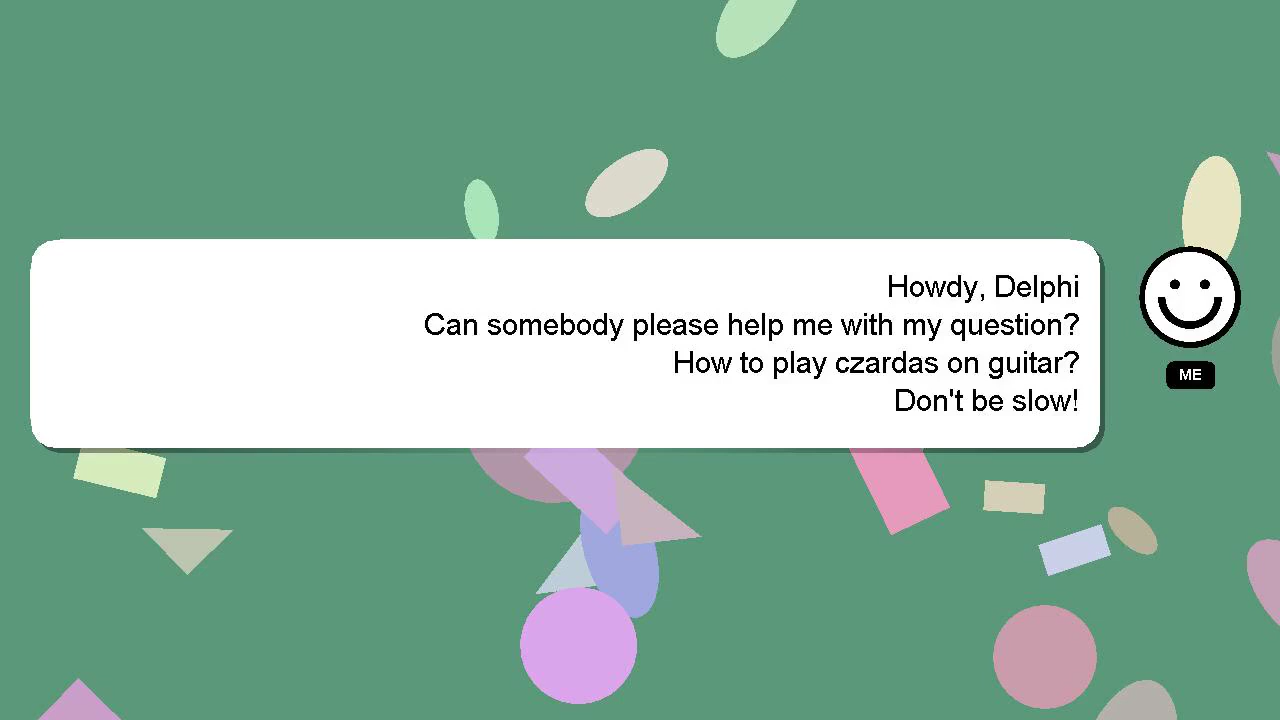 Howdy, Delphi
Can somebody please help me with my question?
How to play czardas on guitar?
Don't be slow!
ME